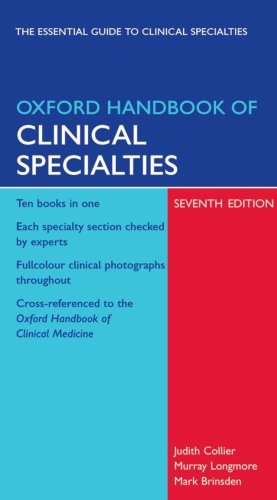 THE ESSENTIAL GUIDE TO CLINICAL SPECIALTIES
OXFORD HANDBOOK OF
CLINICAL
SPECIALTIES
Ten books in one
Each specialty section checked
by experts
Fullcolour clinical photographs
throughout
Cross-referenced to the
Oxford Handbook of
Clinical Medicine
SEVENTH EDITION
Judith Collier
Murray Longmore
Mark Brinsden